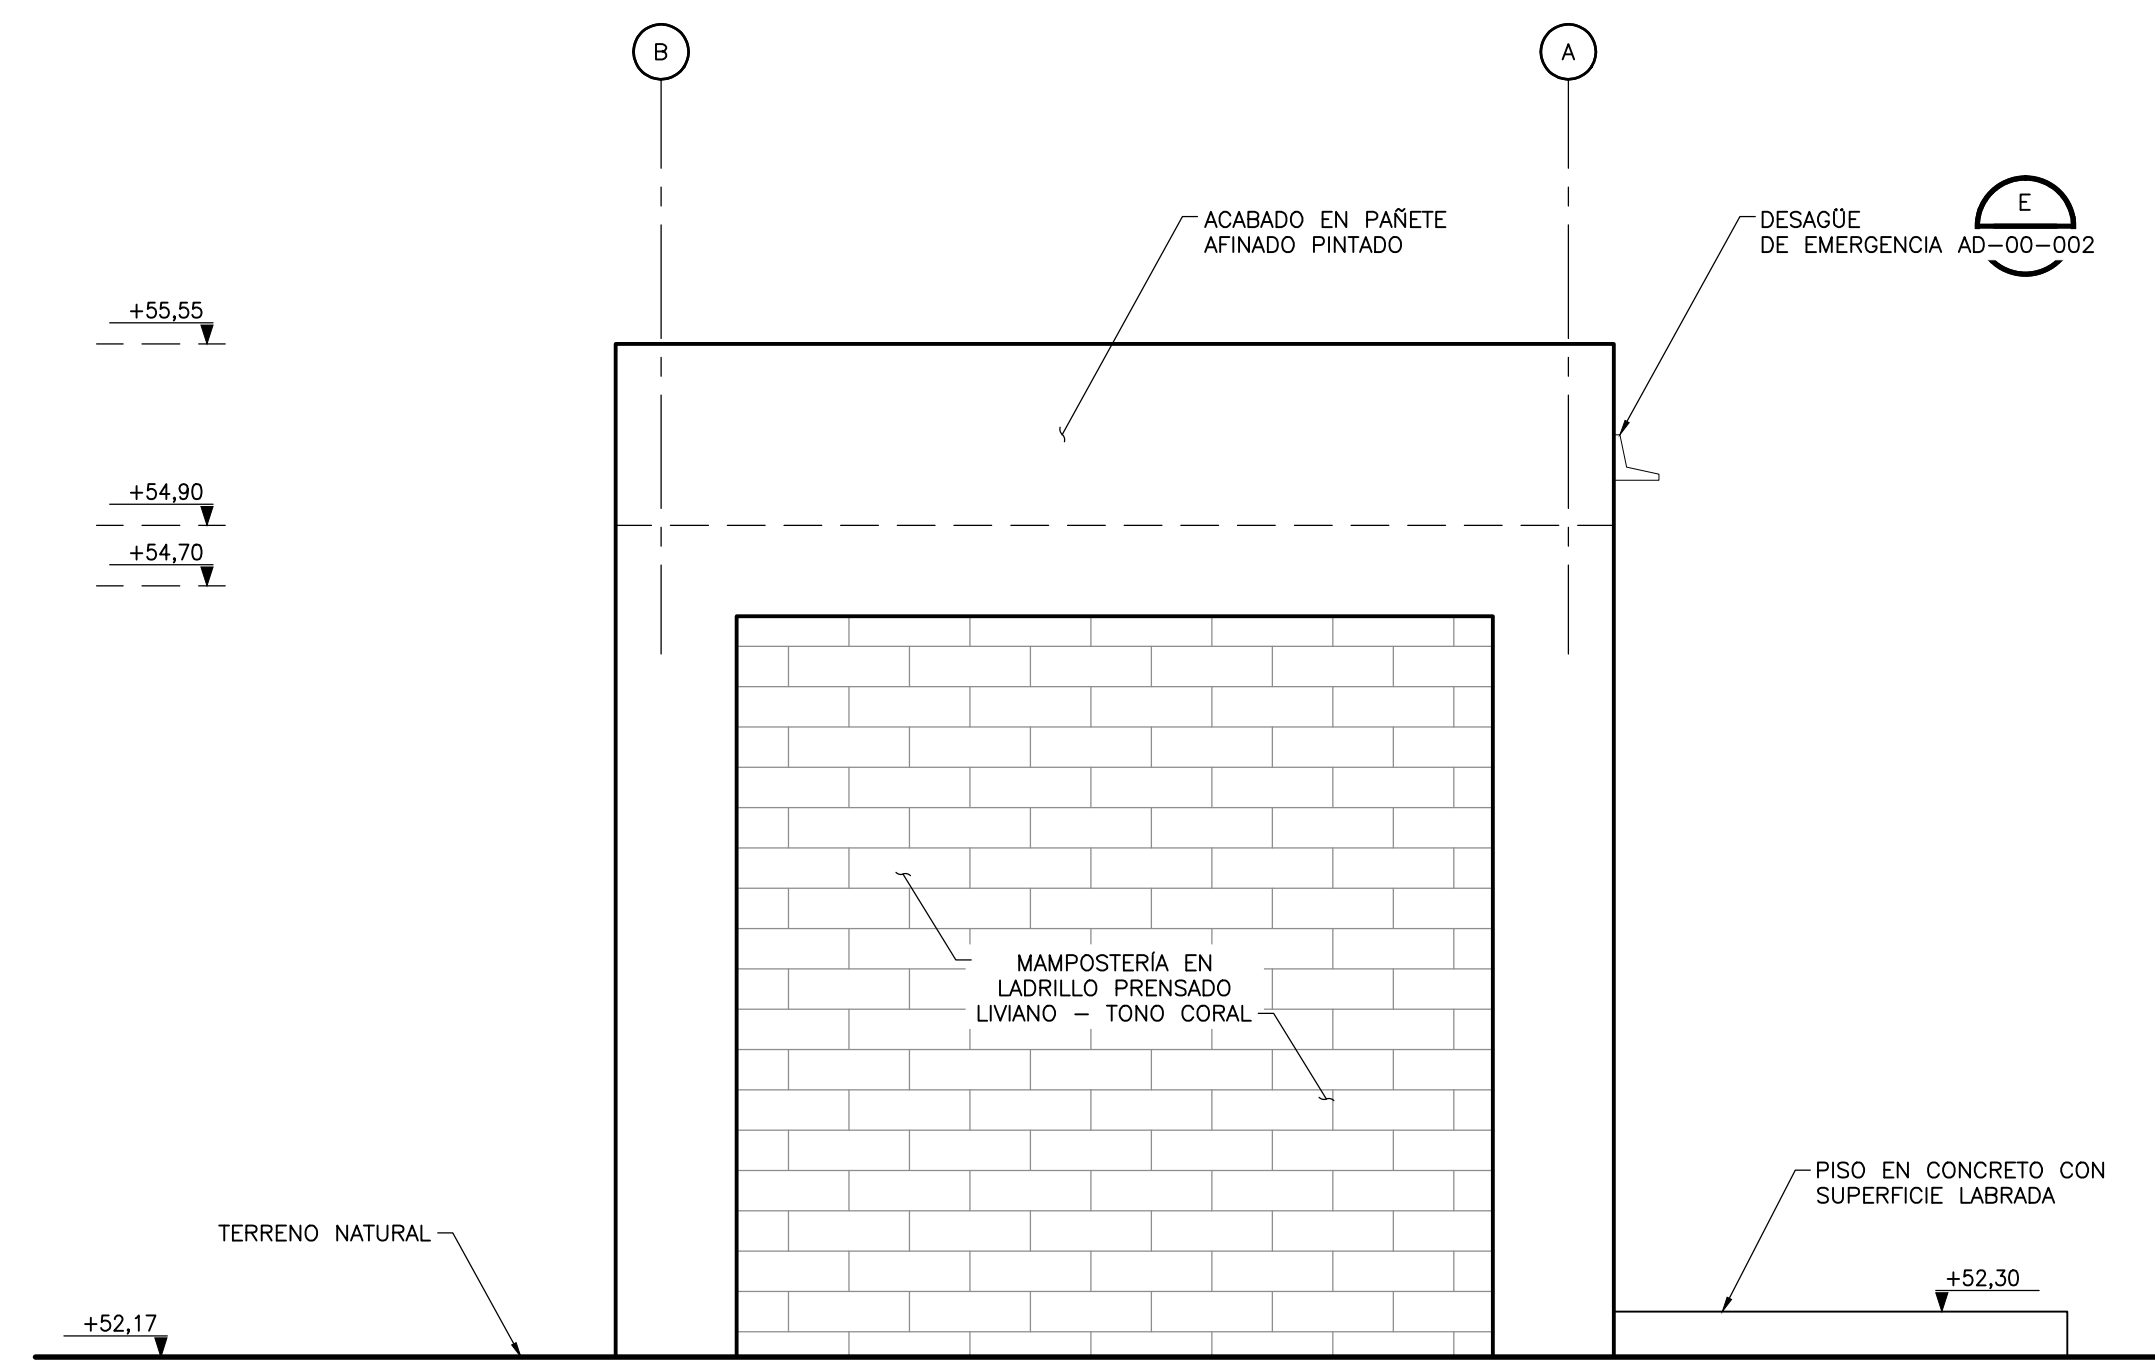 B
A
ACABADO EN PAÑETE
AFINADO PINTADO
DESAGÜE
DE EMERGENCIA
E
AD-00-002
+55,55
+54,90
+54,70
MAMPOSTERÍA EN
LADRILLO PRENSADO
LIVIANO - TONO CORAL
PISO EN CONCRETO CON
SUPERFICIE LABRADA
TERRENO NATURAL
+52,30
+52,17